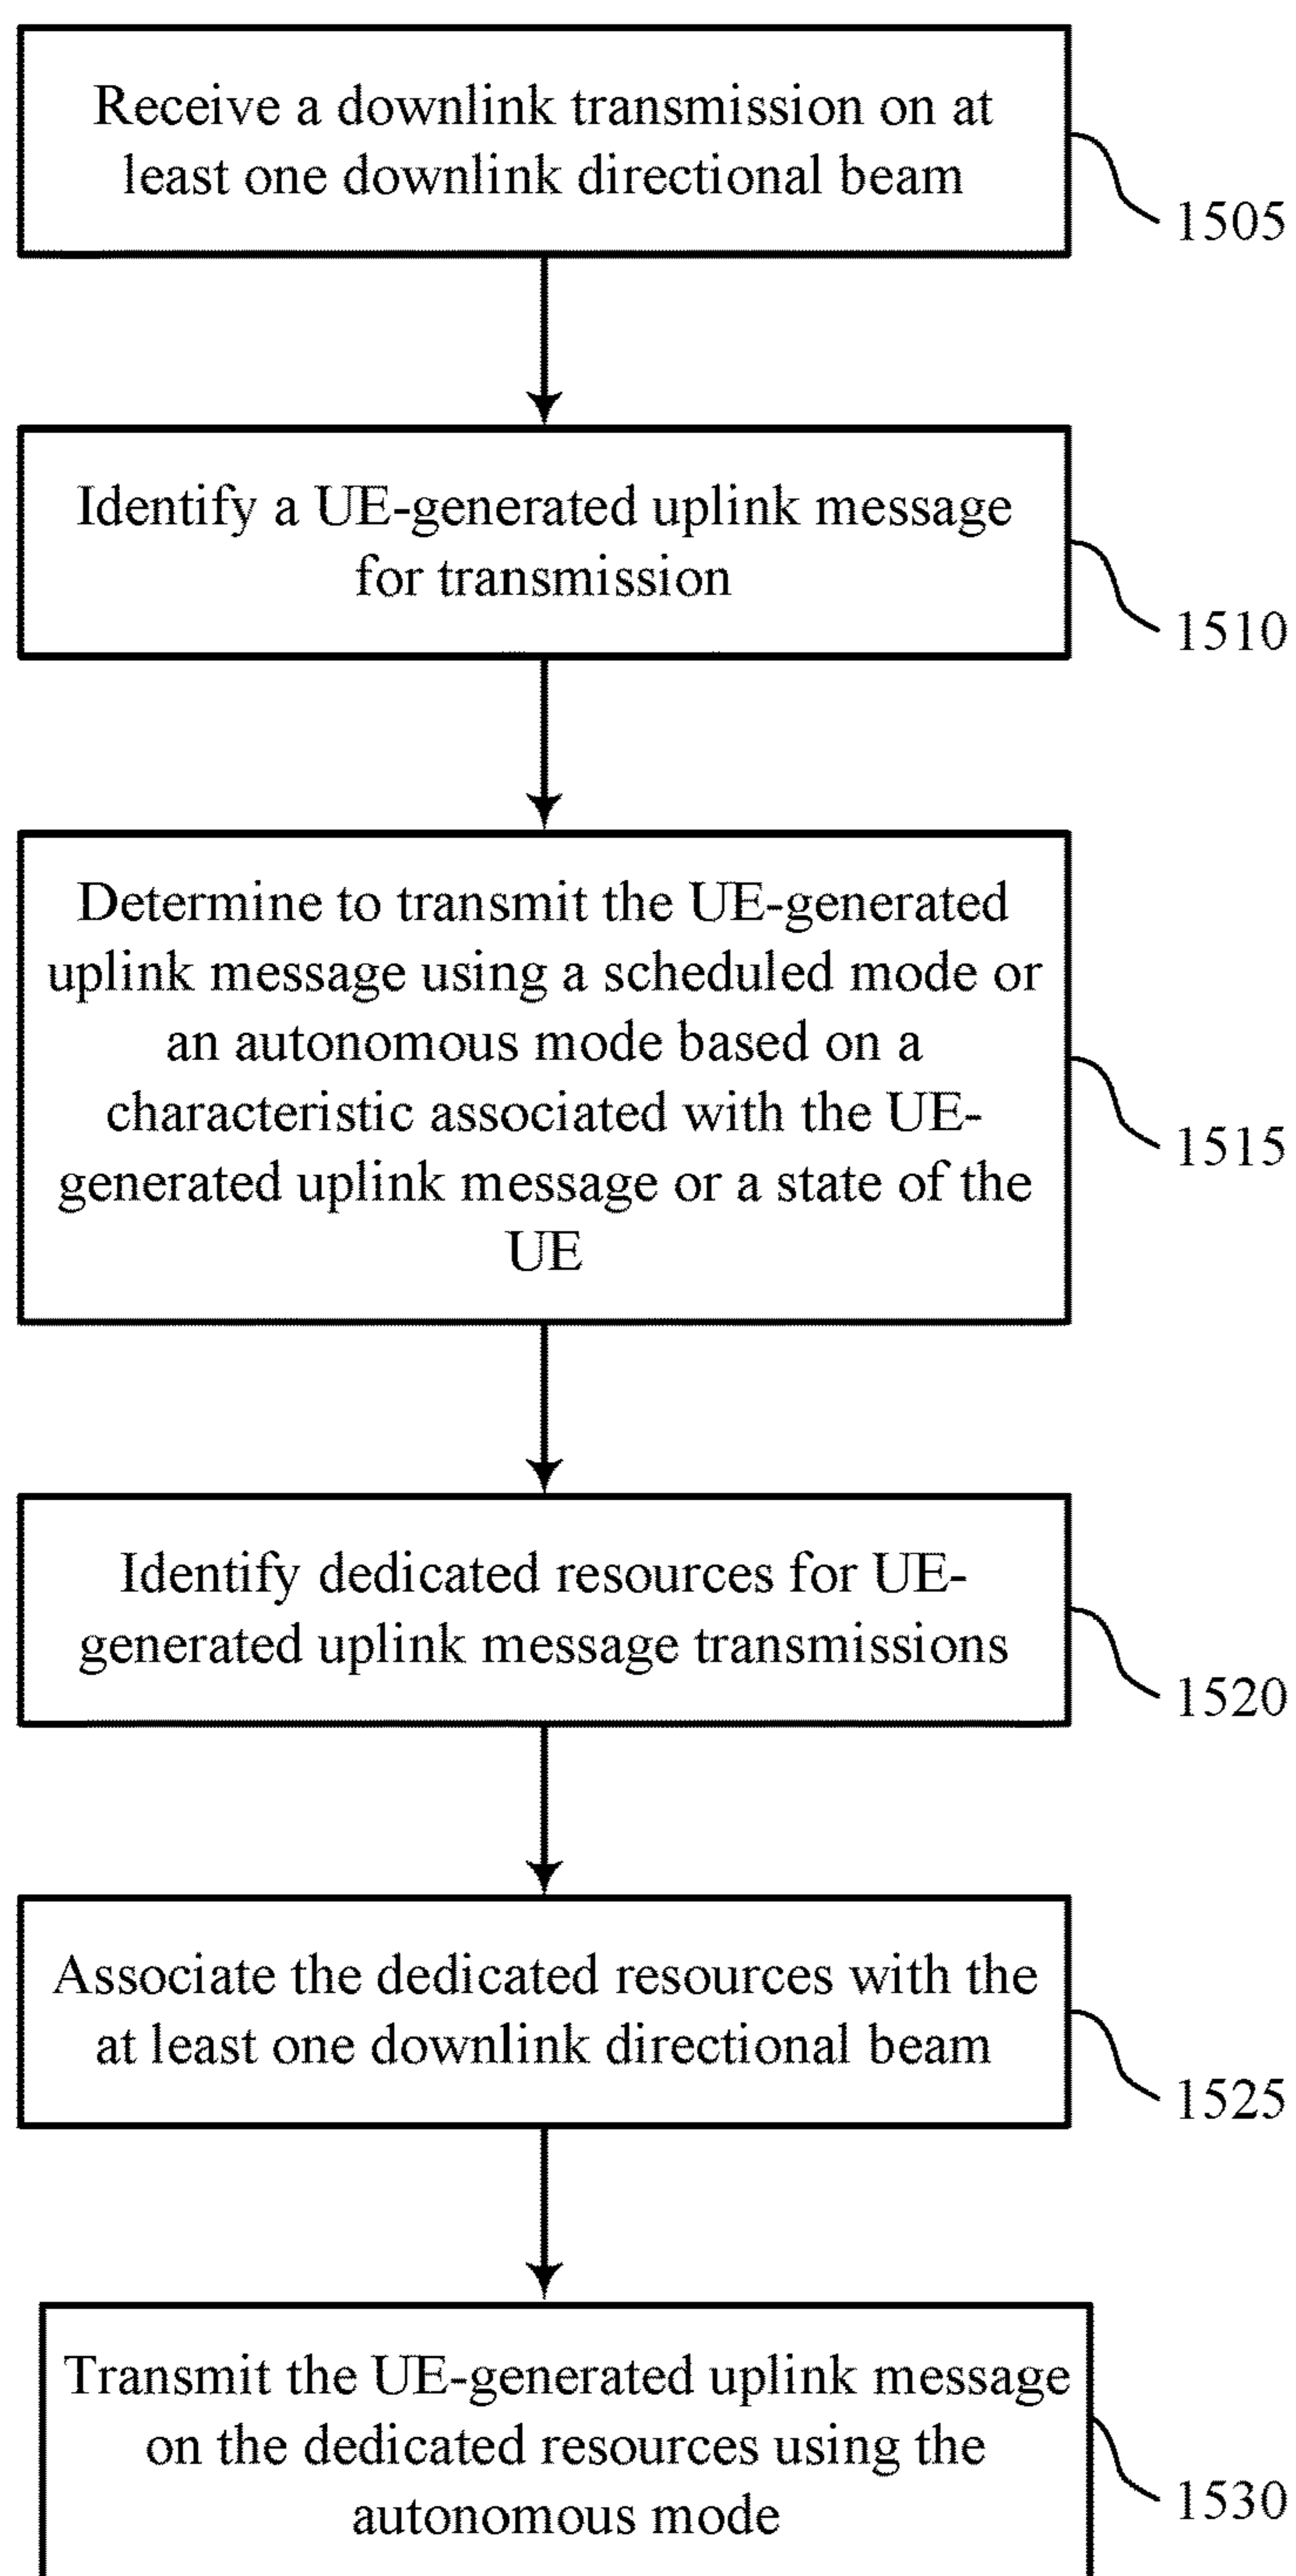 Receive a downlink transmission on at
least one downlink directional beam
1505
Identify a UE-generated uplink message
for transmission
1510
Determine to transmit the UE-generated
uplink message using a scheduled mode or
an autonomous mode based on a
characteristic associated with the UE-
generated uplink message or a state of the
UE
1515
Identify dedicated resources for UE-
generated uplink message transmissions
1520
Associate the dedicated resources with the
at least one downlink directional beam
1525
Transmit the UE-generated uplink message
on the dedicated resources using the
autonomous mode
1530